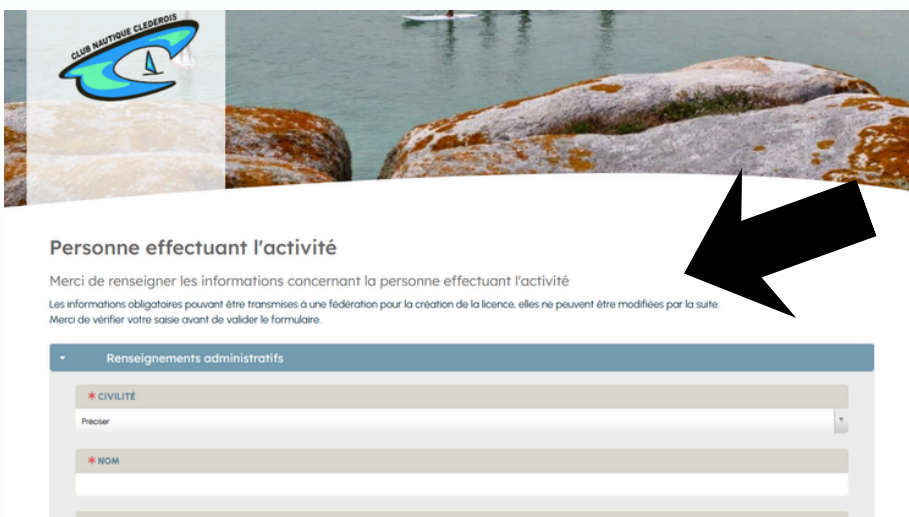 CLUB NAUTIQUE CLEDEROIS
Personne effectuant l'activité
Merci de renseigner les informations concernant la personne effectuant l'activité
Les informations obligatoires pouvant être transmises à une fédération pour la création de la licence, elles ne peuvent être modifiées par la suite.
Merci de vérifier votre saisie avant de valider le formulaire.
Renseignements administratifs
* CIVILITÉ
Préciser
* NOM